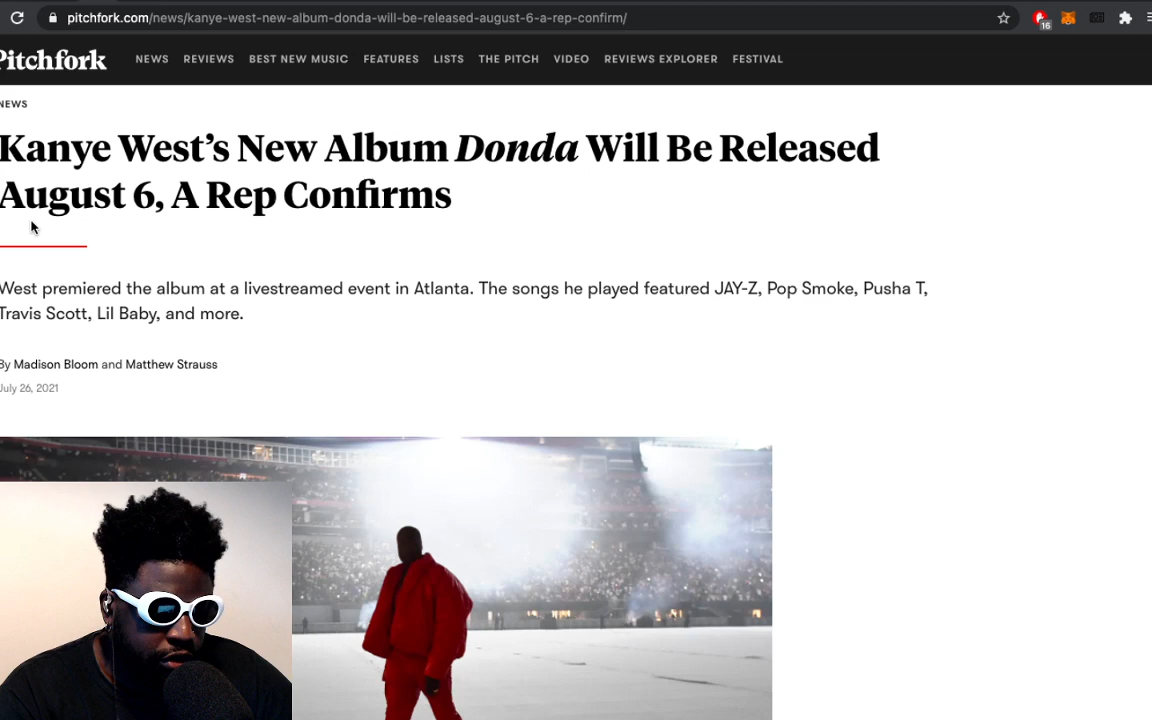 pitchfork.com/news/kanye-west-new-album-donda-will-be-released-august-6-a-rep-confirm/
16
Pitchfork NEWS REVIEWS BEST NEW MUSIC FEATURES LISTS THE PITCH VIDEO REVIEWS EXPLORER FESTIVAL
NEWS
Kanye West’s New Album Donda Will Be Released
August 6, A Rep Confirms
West premiered the album at a livestreamed event in Atlanta. The songs he played featured JAY-Z, Pop Smoke, Pusha T,
Travis Scott, Lil Baby, and more.
By Madison Bloom and Matthew Strauss
July 26, 2021